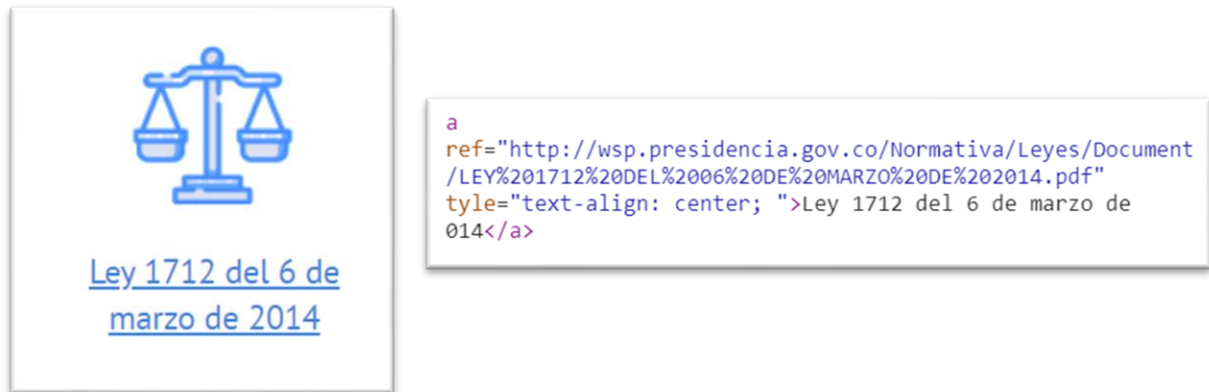 Ley 1712 del 6 de
marzo de 2014
a
ref="http://wsp.presidencia.gov.co/Normativa/Leyes/Document
/LEY%201712%20DEL%2006%20DE%20MARZO%20DE%202014.pdf"
tyle="text-align: center; ">Ley 1712 del 6 de marzo de
014</a>